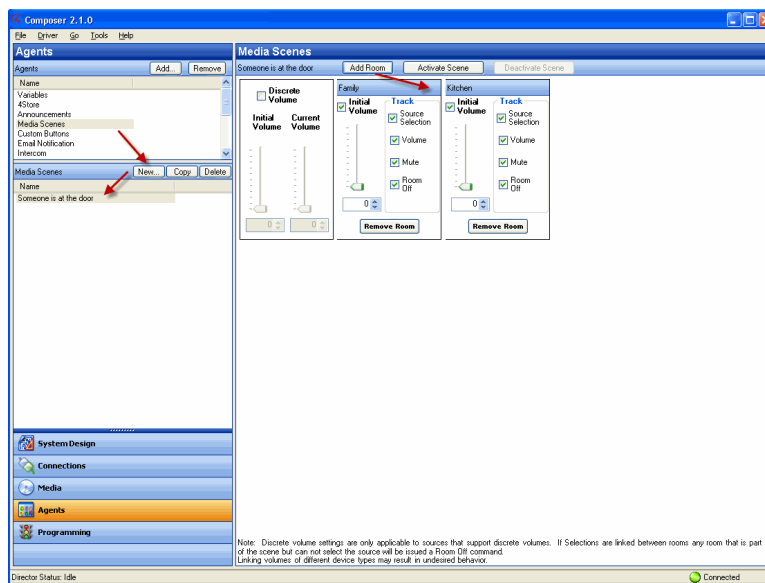 Composer 2.1.0
File Driver Go Tools Help
Agents
Agents Add... Remove
Name
Variables
4Store
Announcements
Media Scenes
Custom Buttons
Email Notification
Intercom
Media Scenes New... Copy Delete
Name
Someone is at the door
System Design
Connections
Media
Agents
Programming
Media Scenes
Someone is at the door Add Room Activate Scene Deactivate Scene
Discrete Volume
Initial Volume Current Volume
0 0
Family
Initial Volume
Track
Source Selection
Volume
Mute
Room Off
0
Remove Room
Kitchen
Initial Volume
Track
Source Selection
Volume
Mute
Room Off
0
Remove Room
Note: Discrete volume settings are only applicable to sources that support discrete volumes. If Selections are linked between rooms any room that is part
of the scene but can not select the source will be issued a Room Off command.
Linking volumes of different device types may result in undesired behavior.
Director Status: Idle Connected